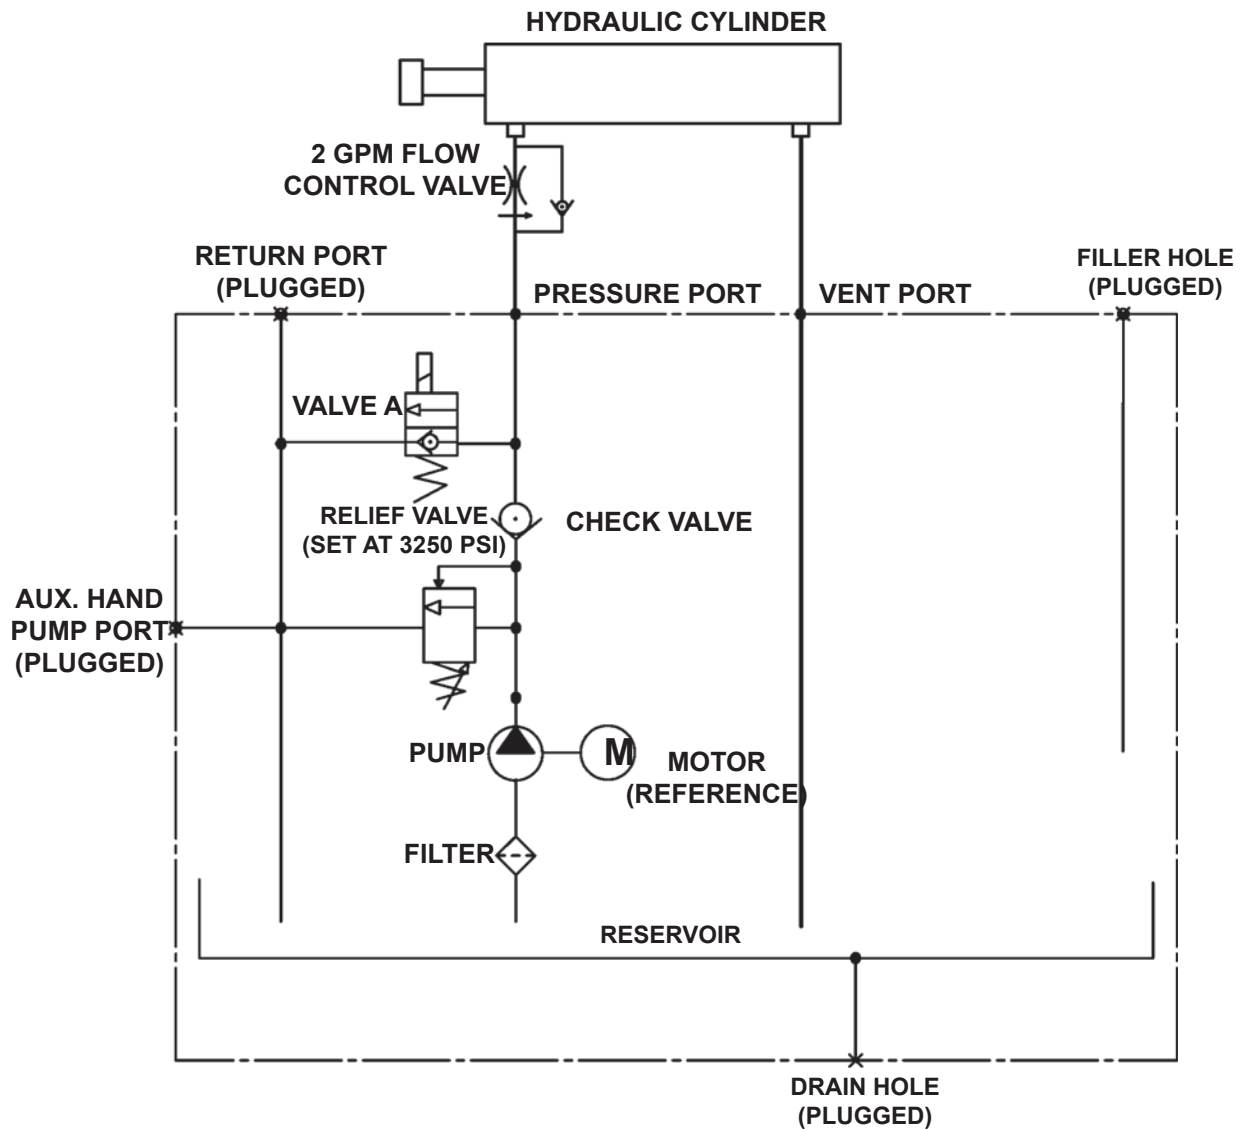 HYDRAULIC CYLINDER
2 GPM FLOW
CONTROL VALVE
RETURN PORT
(PLUGGED)
PRESSURE PORT
VENT PORT
FILLER HOLE
(PLUGGED)
VALVE A
RELIEF VALVE
(SET AT 3250 PSI)
CHECK VALVE
AUX. HAND
PUMP PORT
(PLUGGED)
PUMP
M
MOTOR
(REFERENCE)
FILTER
RESERVOIR
DRAIN HOLE
(PLUGGED)